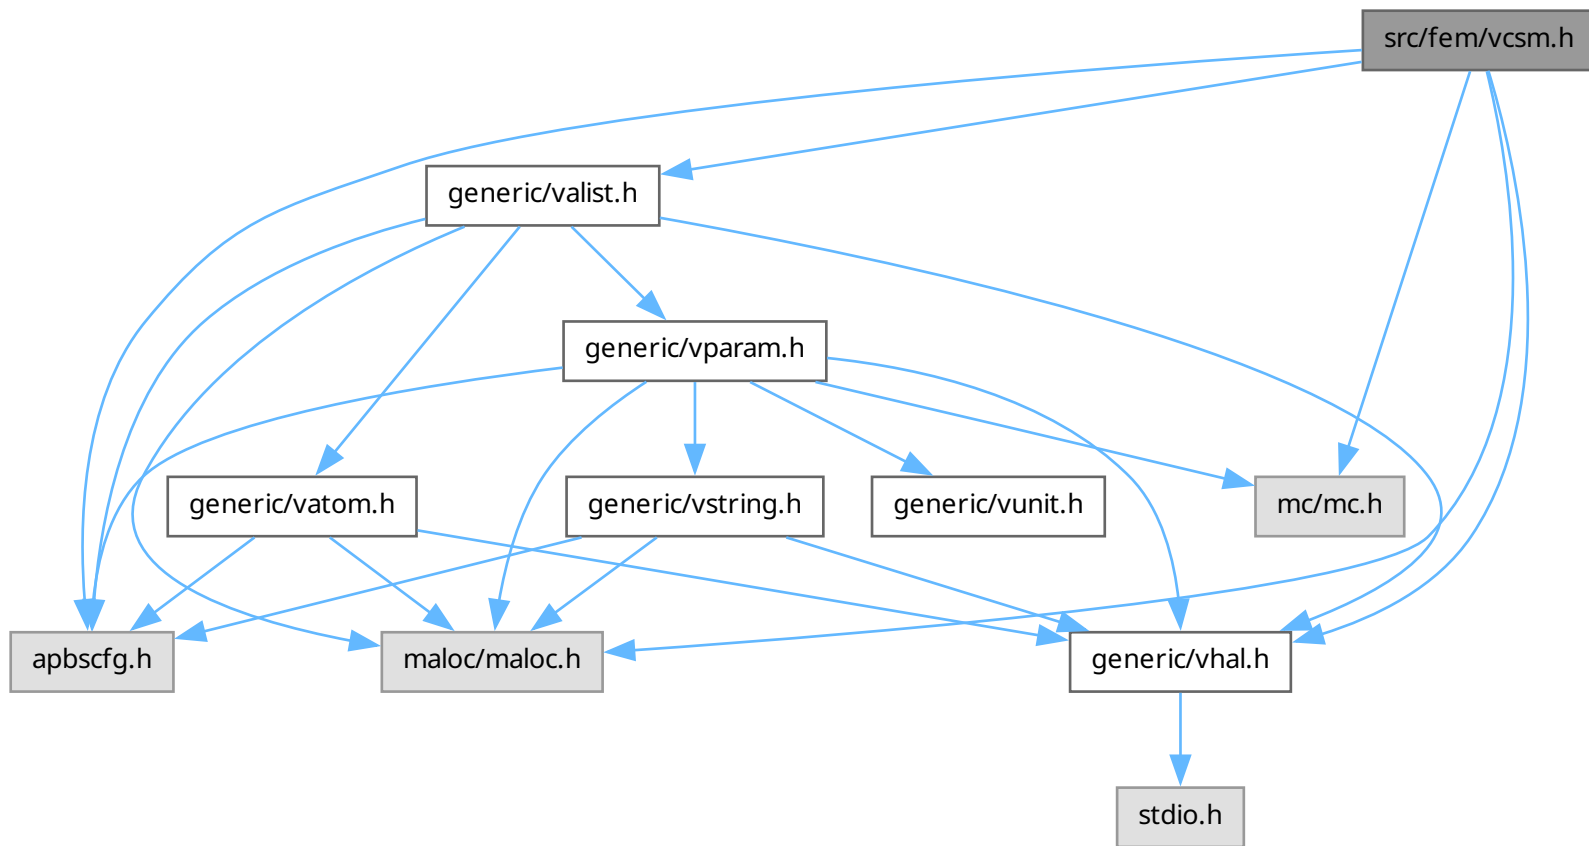 src/fem/vcsm.h
generic/valist.h
generic/vparam.h
generic/vatom.h
generic/vstring.h
generic/vunit.h
mc/mc.h
apbscfg.h
maloc/maloc.h
generic/vhal.h
stdio.h